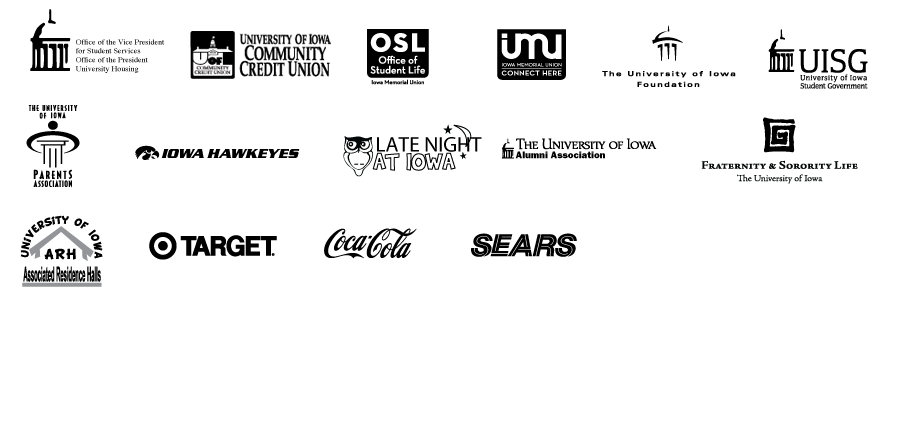 Office of the Vice President
for Student Services
Office of the President
University Housing
UOF
COMMUNITY
CREDIT UNION
UNIVERSITY OF IOWA
COMMUNITY
CREDIT UNION
OSL
Office of
Student Life
Iowa Memorial Union
imu
IOWA MEMORIAL UNION
CONNECT HERE
The University of Iowa
Foundation
UISG
University of Iowa
Student Government
THE UNIVERSITY
OF IOWA
PARENTS
ASSOCIATION
IOWA HAWKEYES
LATE NIGHT
AT IOWA
THE UNIVERSITY OF IOWA
Alumni Association
FRATERNITY & SORORITY LIFE
The University of Iowa
UNIVERSITY OF IOWA
ARH
Associated Residence Halls
TARGET.
Coca-Cola
SEARS